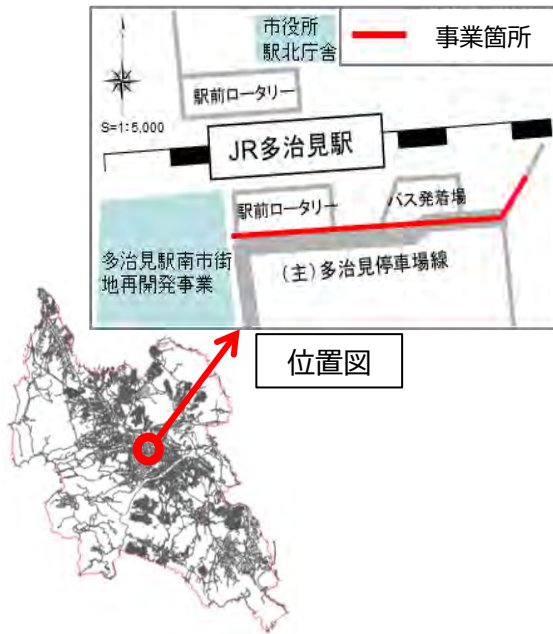 市役所
駅北庁舎
事業箇所
駅前ロータリー
S=1:5,000
JR多治見駅
駅前ロータリー
バス発着場
多治見駅南市街
地再開発事業
(主)多治見停車場線
位置図